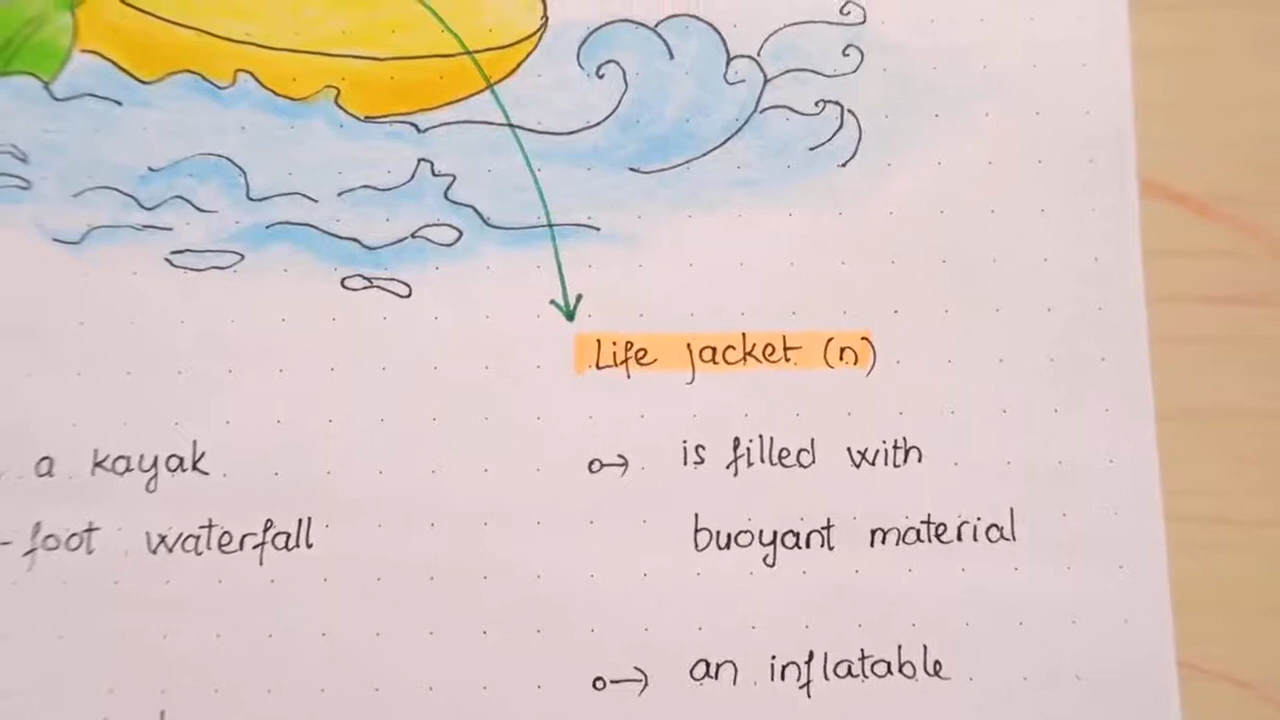 Life jacket (n)
a kayak
is filled with
-foot waterfall
buoyant material
an inflatable